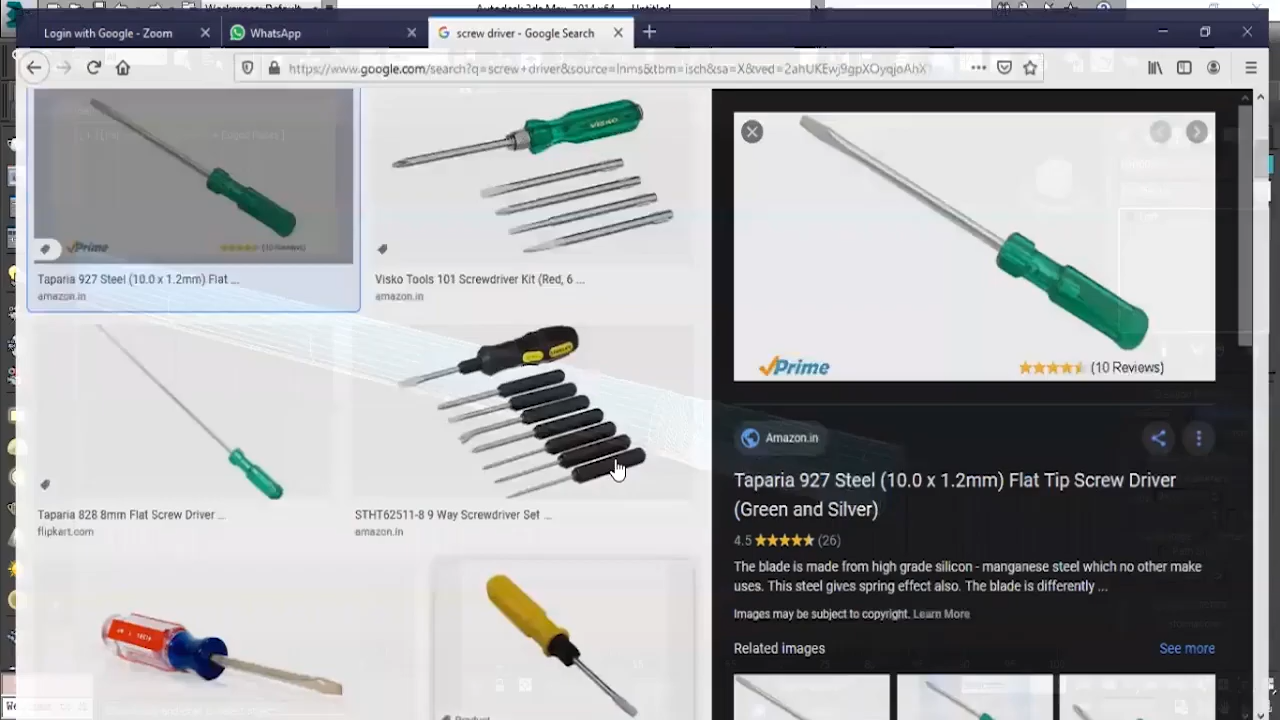 Login with Google - Zoom
WhatsApp
screw driver - Google Search
https://www.google.com/search?q=screw+driver&source=lnms&tbm=isch&sa=X&ved=2ahUKEwj9gpXOyqjoAhX
Prime
(10 Reviews)
Taparia 927 Steel (10.0 x 1.2mm) Flat ...
amazon.in
VISKO
Visko Tools 101 Screwdriver Kit (Red, 6 ...
amazon.in
Prime
(10 Reviews)
Taparia 828 8mm Flat Screw Driver ...
flipkart.com
STHT62511-8 9 Way Screwdriver Set ...
amazon.in
Amazon.in
Taparia 927 Steel (10.0 x 1.2mm) Flat Tip Screw Driver
(Green and Silver)
4.5 (26)
The blade is made from high grade silicon - manganese steel which no other make
uses. This steel gives spring effect also. The blade is differently ...
Images may be subject to copyright. Learn More
Related images
See more
Product